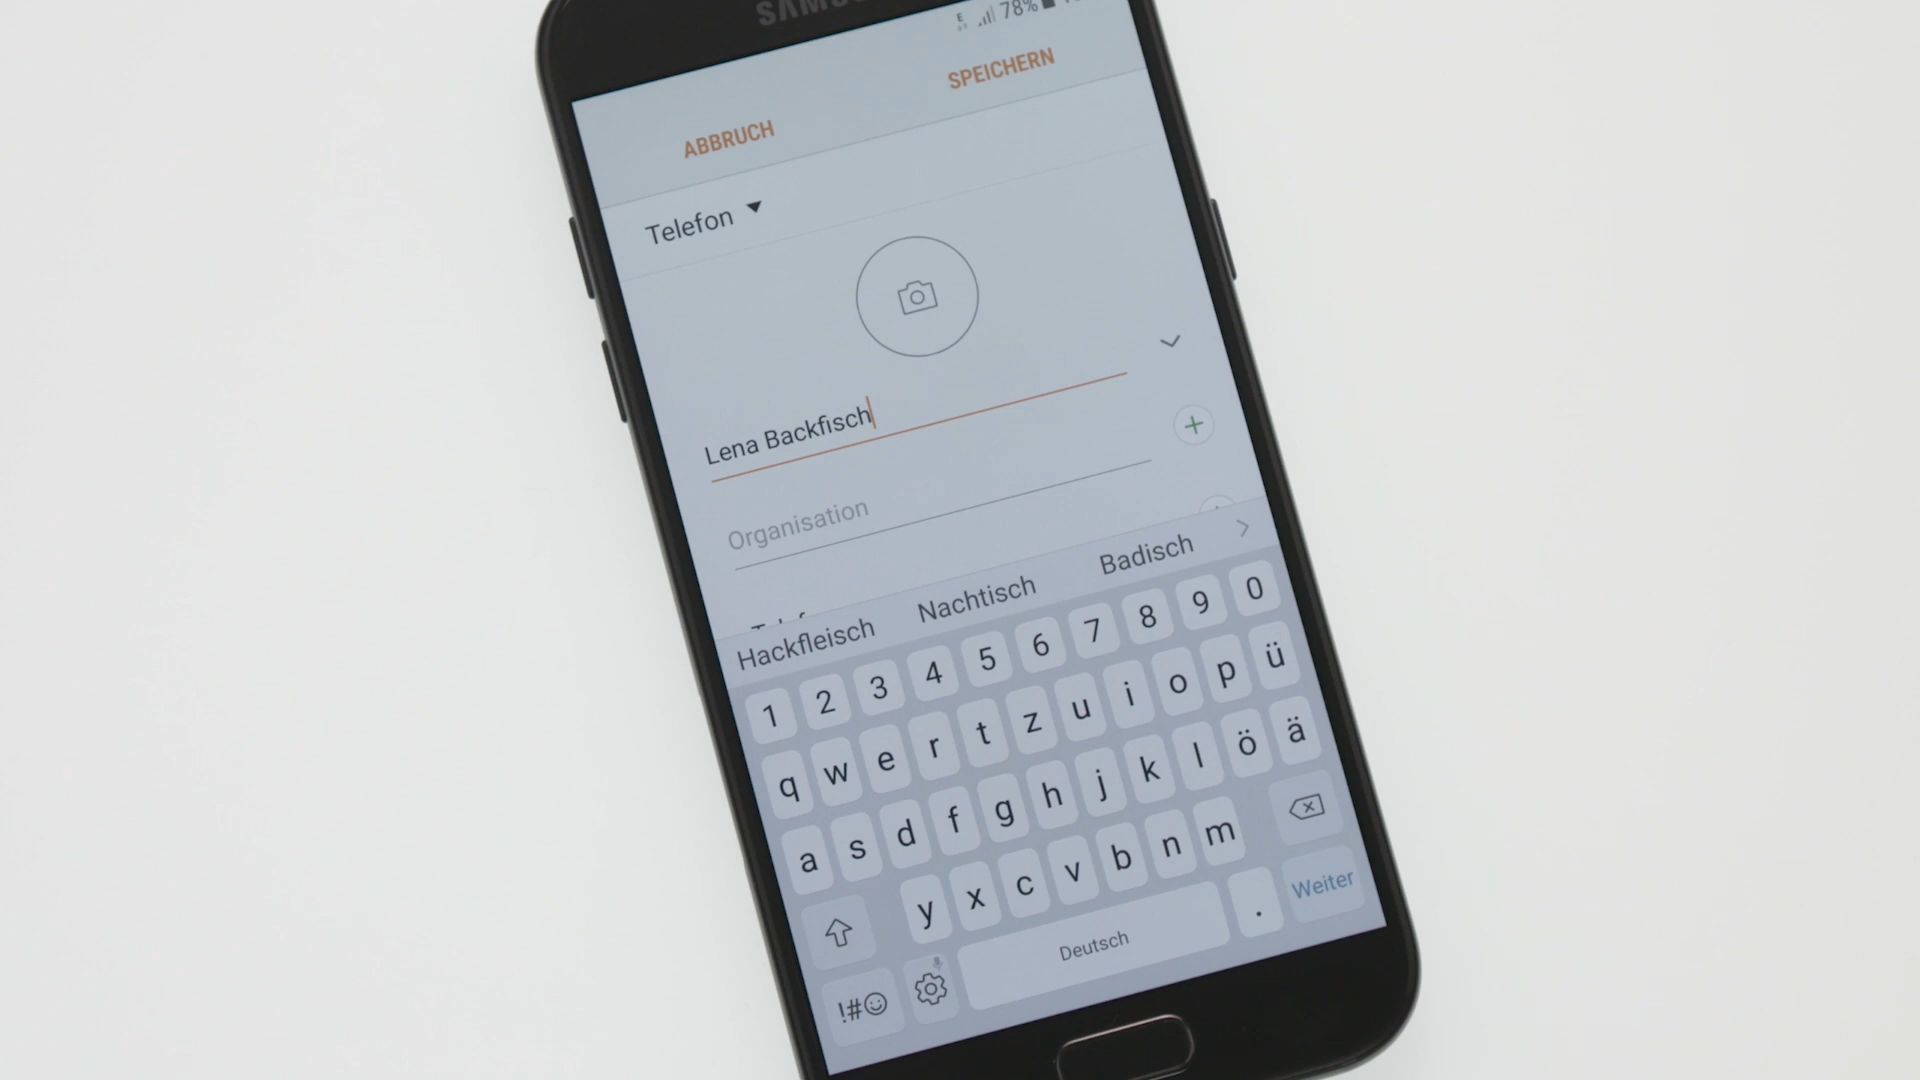 78%
ABBRUCH SPEICHERN
Telefon
Lena Backfisch
Organisation
Hackfleisch Nachtisch Badisch
1 2 3 4 5 6 7 8 9 0
q w e r t z u i o p ü
a s d f g h j k l ö ä
y x c v b n m
!#☺ Deutsch . Weiter